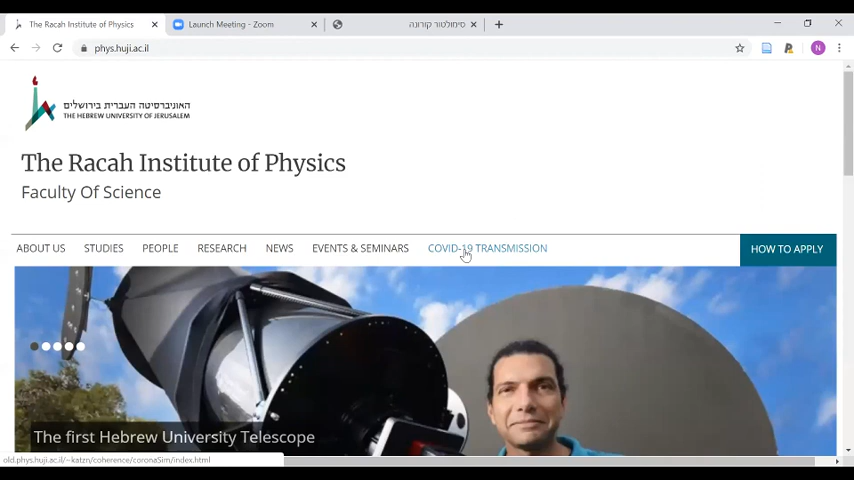 The Racah Institute of Physics
Launch Meeting - Zoom
סימולטור קורונה
phys.huji.ac.il
N
האוניברסיטה העברית בירושלים
THE HEBREW UNIVERSITY OF JERUSALEM
The Racah Institute of Physics
Faculty Of Science
ABOUT US STUDIES PEOPLE RESEARCH NEWS EVENTS & SEMINARS COVID-19 TRANSMISSION HOW TO APPLY
The first Hebrew University Telescope
old.phys.huji.ac.il/~katzn/coherence/coronaSim/index.html